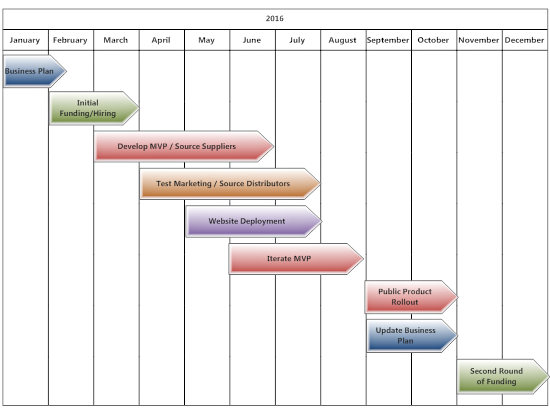 2016
January February March April May June July August September October November December
Business Plan
Initial
Funding/Hiring
Develop MVP / Source Suppliers
Test Marketing / Source Distributors
Website Deployment
Iterate MVP
Public Product
Rollout
Update Business
Plan
Second Round
of Funding